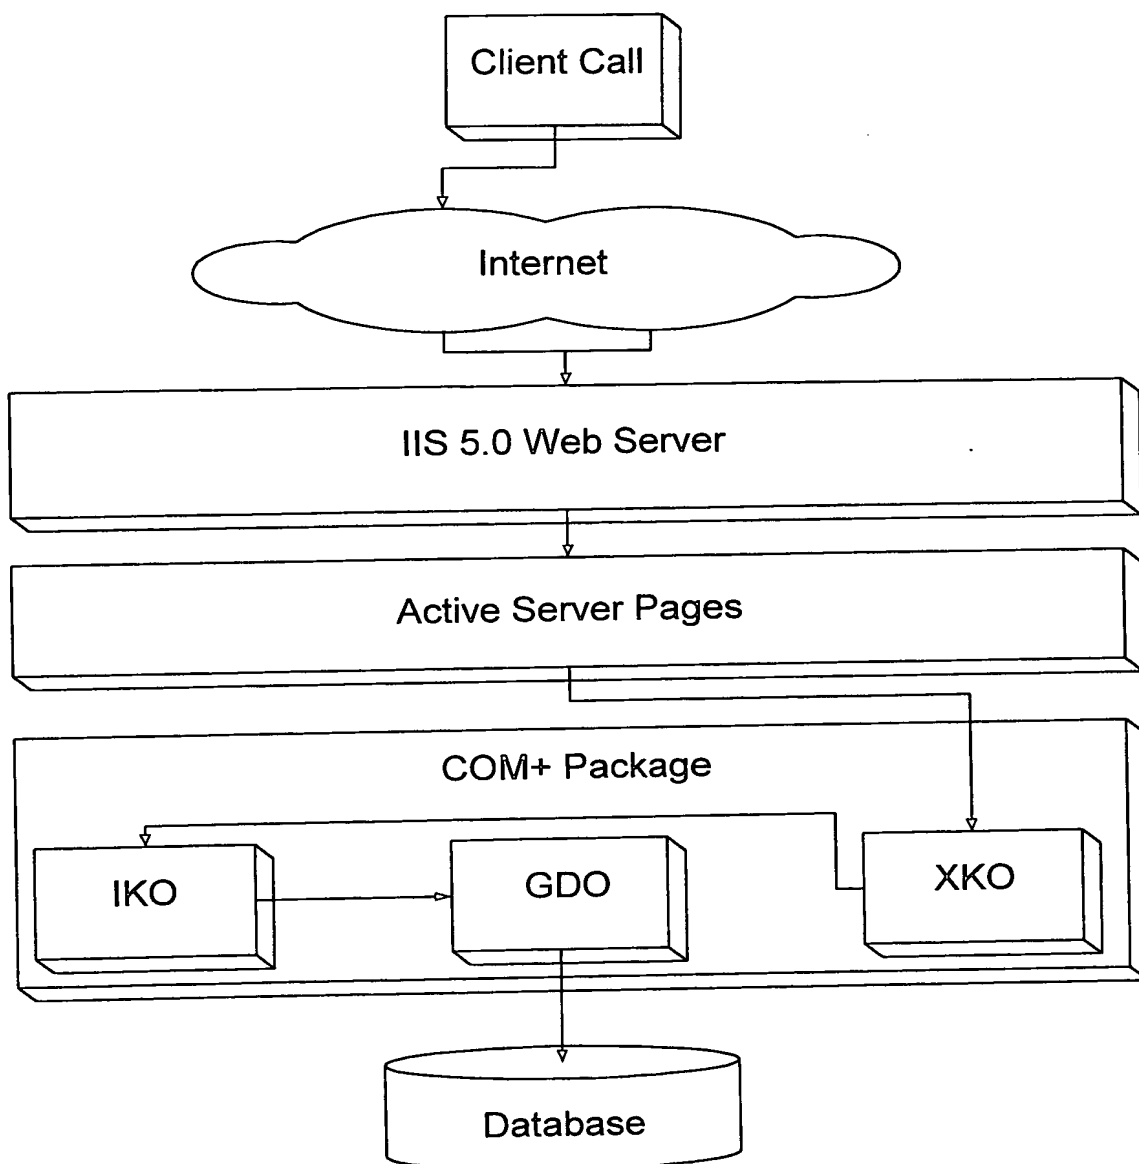 Client Call
Internet
IIS 5.0 Web Server
Active Server Pages
COM+ Package
IKO
GDO
XKO
Database